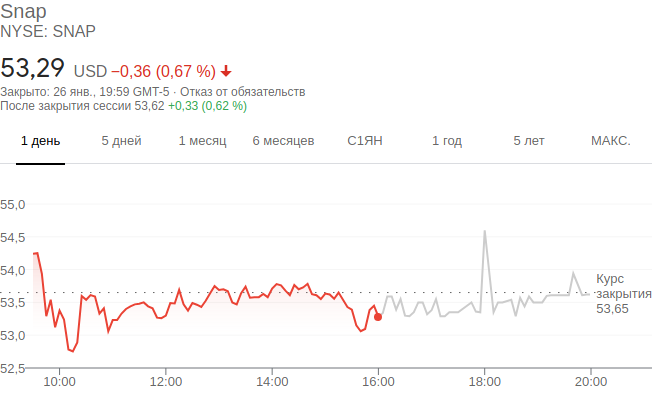 Snap
NYSE: SNAP
53,29 USD −0,36 (0,67 %)
Закрыто: 26 янв., 19:59 GMT-5 · Отказ от обязательств
После закрытия сессии 53,62 +0,33 (0,62 %)
1 день 5 дней 1 месяц 6 месяцев С1ЯН 1 год 5 лет МАКС.
55,0
54,5
54,0
53,5
53,0
52,5
Курс
закрытия
53,65
10:00 12:00 14:00 16:00 18:00 20:00